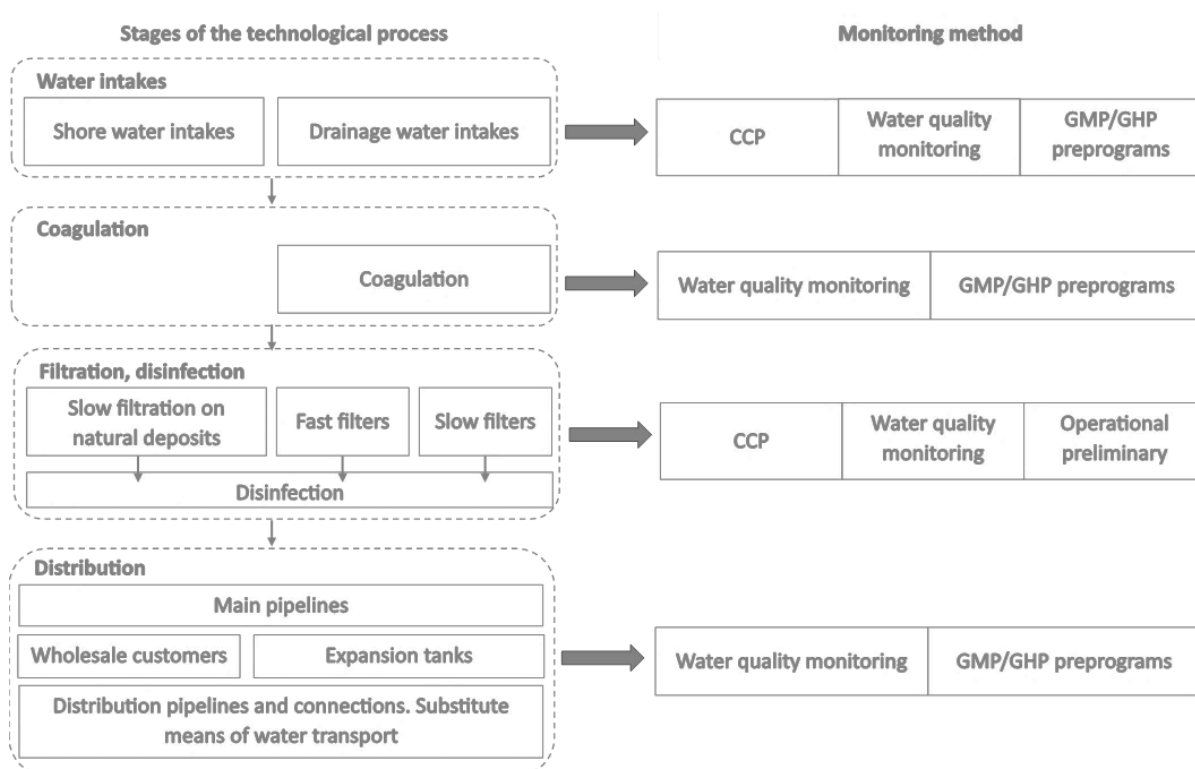 Stages of the technological process
Monitoring method
Water intakes
Shore water intakes
Drainage water intakes
CCP
Water quality
monitoring
GMP/GHP
preprograms
Coagulation
Coagulation
Water quality monitoring
GMP/GHP preprograms
Filtration, disinfection
Slow filtration on
natural deposits
Fast filters
Slow filters
Disinfection
CCP
Water quality
monitoring
Operational
preliminary
Distribution
Main pipelines
Wholesale customers
Expansion tanks
Distribution pipelines and connections. Substitute
means of water transport
Water quality monitoring
GMP/GHP preprograms